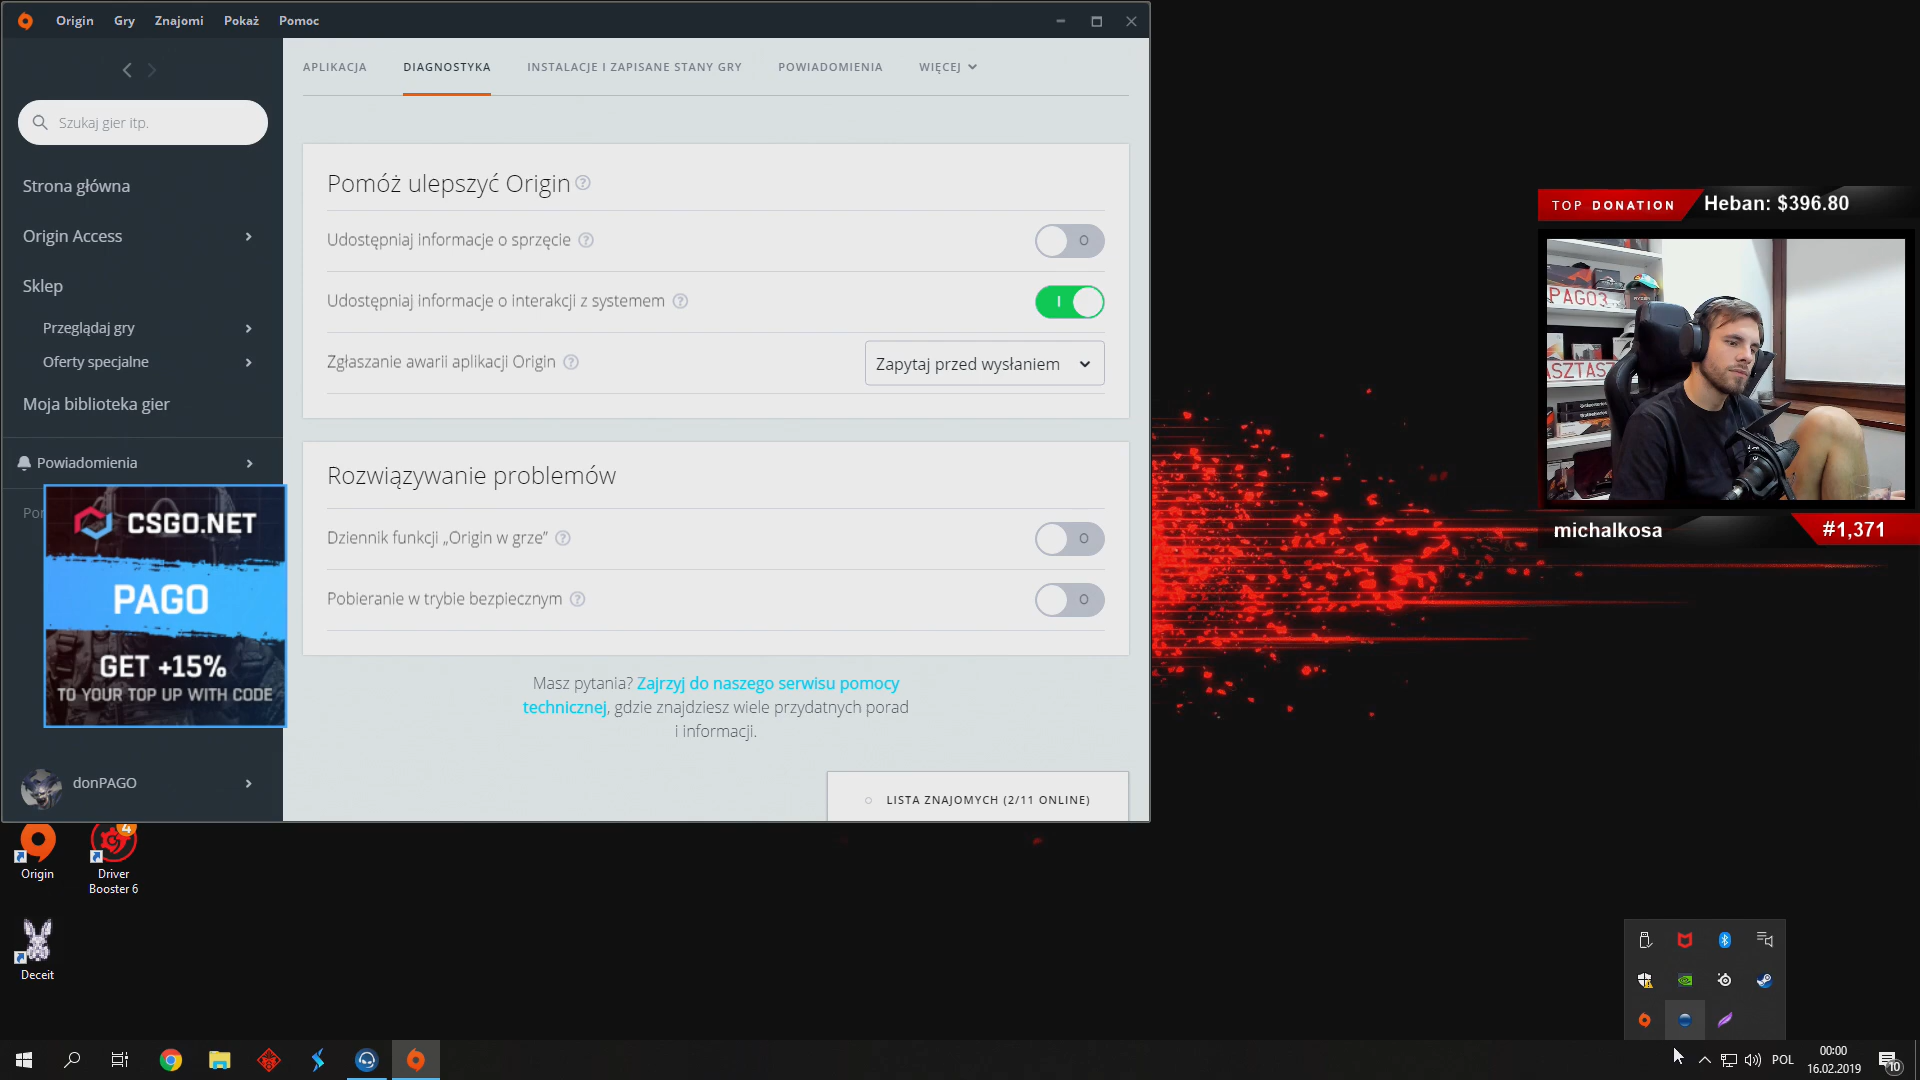 Origin Gry Znajomi Pokaż Pomoc
Szukaj gier itp.
Strona główna
Origin Access
Sklep
Przeglądaj gry
Oferty specjalne
Moja biblioteka gier
Powiadomienia
CSGO.NET
PAGO
GET +15%
TO YOUR TOP UP WITH CODE
donPAGO
APLIKACJA DIAGNOSTYKA INSTALACJE I ZAPISANE STANY GRY POWIADOMIENIA WIĘCEJ
Pomóż ulepszyć Origin
Udostępniaj informacje o sprzęcie
Udostępniaj informacje o interakcji z systemem
Zgłaszanie awarii aplikacji Origin
Zapytaj przed wysłaniem
Rozwiązywanie problemów
Dziennik funkcji „Origin w grze”
Pobieranie w trybie bezpiecznym
Masz pytania? Zajrzyj do naszego serwisu pomocy
technicznej, gdzie znajdziesz wiele przydatnych porad
i informacji.
LISTA ZNAJOMYCH (2/11 ONLINE)
TOP DONATION Heban: $396.80
PAGO3
michalkosa #1,371
Origin
4
Driver
Booster 6
Deceit
POL
00:00
16.02.2019
10